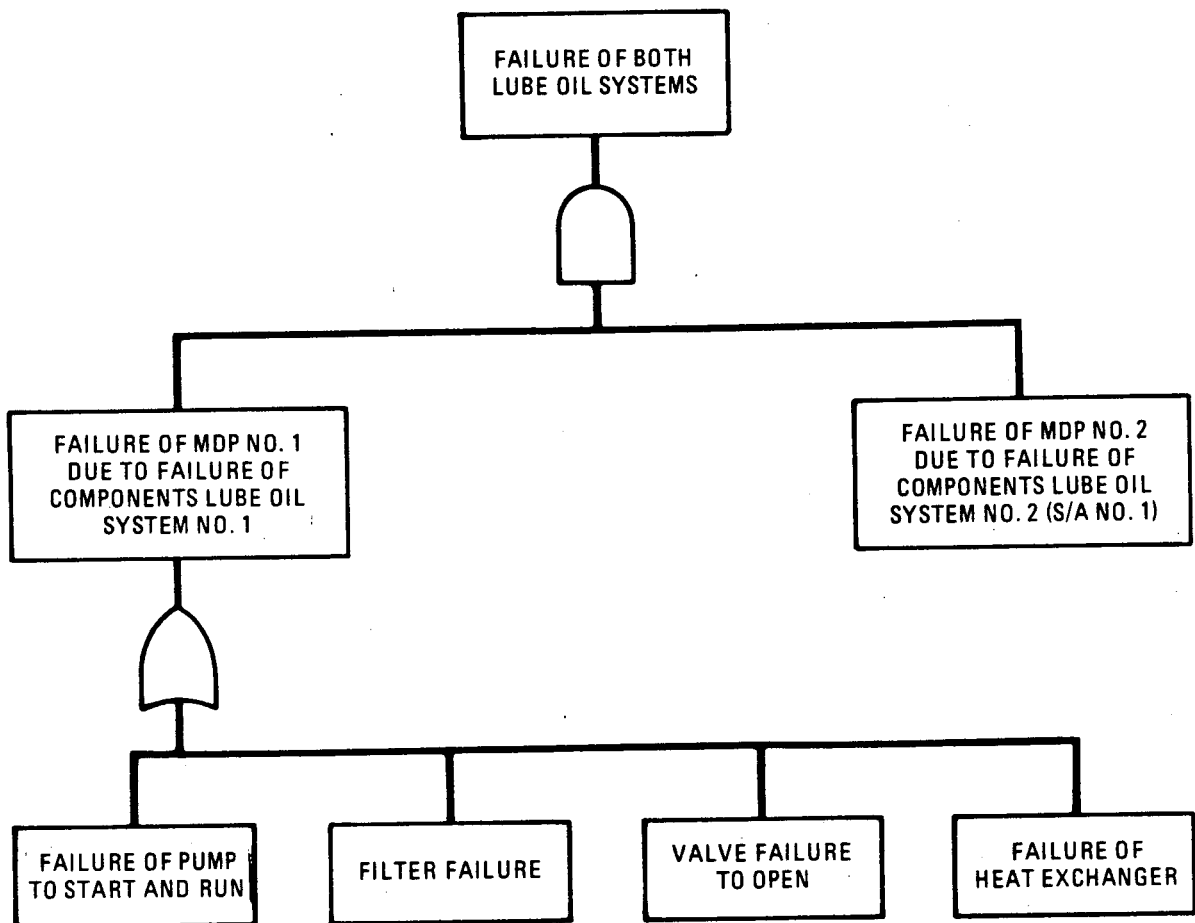 FAILURE OF BOTH
LUBE OIL SYSTEMS
FAILURE OF MDP NO. 1
DUE TO FAILURE OF
COMPONENTS LUBE OIL
SYSTEM NO. 1
FAILURE OF MDP NO. 2
DUE TO FAILURE OF
COMPONENTS LUBE OIL
SYSTEM NO. 2 (S/A NO. 1)
FAILURE OF PUMP
TO START AND RUN
FILTER FAILURE
VALVE FAILURE
TO OPEN
FAILURE OF
HEAT EXCHANGER